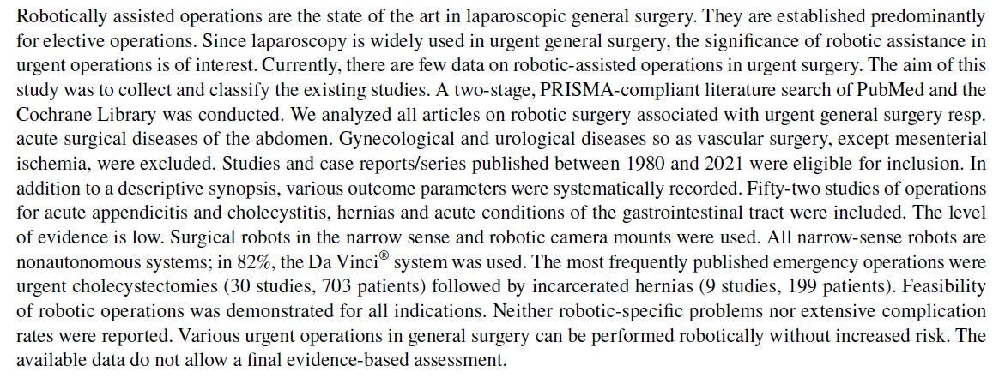 Robotically assisted operations are the state of the art in laparoscopic general surgery. They are established predominantly
for elective operations. Since laparoscopy is widely used in urgent general surgery, the significance of robotic assistance in
urgent operations is of interest. Currently, there are few data on robotic-assisted operations in urgent surgery. The aim of this
study was to collect and classify the existing studies. A two-stage, PRISMA-compliant literature search of PubMed and the
Cochrane Library was conducted. We analyzed all articles on robotic surgery associated with urgent general surgery resp.
acute surgical diseases of the abdomen. Gynecological and urological diseases so as vascular surgery, except mesenterial
ischemia, were excluded. Studies and case reports/series published between 1980 and 2021 were eligible for inclusion. In
addition to a descriptive synopsis, various outcome parameters were systematically recorded. Fifty-two studies of operations
for acute appendicitis and cholecystitis, hernias and acute conditions of the gastrointestinal tract were included. The level
of evidence is low. Surgical robots in the narrow sense and robotic camera mounts were used. All narrow-sense robots are
nonautonomous systems; in 82%, the Da Vinci® system was used. The most frequently published emergency operations were
urgent cholecystectomies (30 studies, 703 patients) followed by incarcerated hernias (9 studies, 199 patients). Feasibility
of robotic operations was demonstrated for all indications. Neither robotic-specific problems nor extensive complication
rates were reported. Various urgent operations in general surgery can be performed robotically without increased risk. The
available data do not allow a final evidence-based assessment.